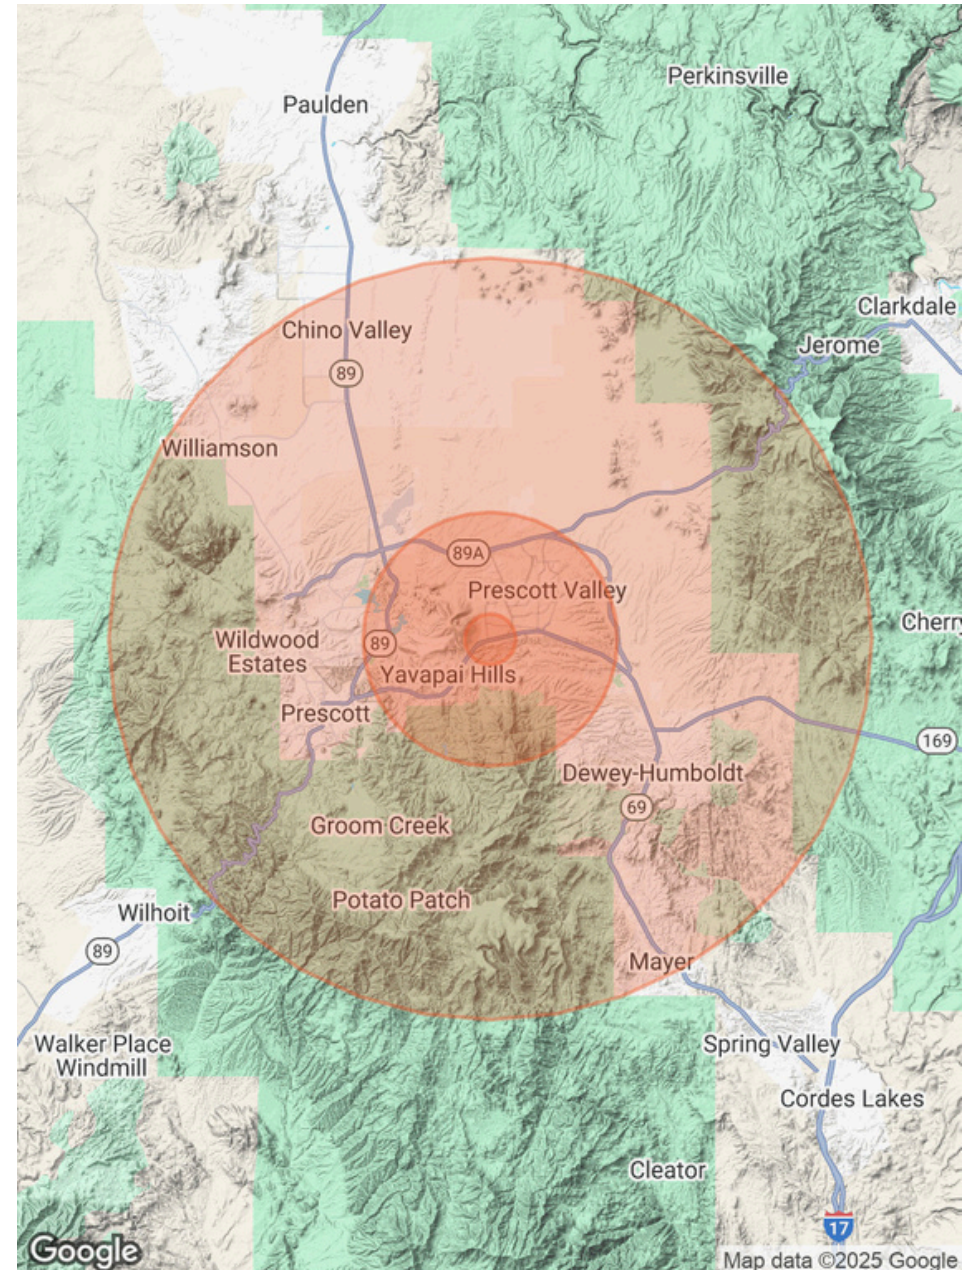 Perkinsville
Paulden
Clarkdale
Chino Valley
Jerome
89
Williamson
89A
Prescott Valley
Cherry
Wildwood
Estates
89
Yavapai Hills
Prescott
169
Dewey-Humboldt
69
Groom Creek
Potato Patch
Wilhoit
89
Mayer
Walker Place
Windmill
Spring Valley
Cordes Lakes
Cleator
17
Google
Map data ©2025 Google